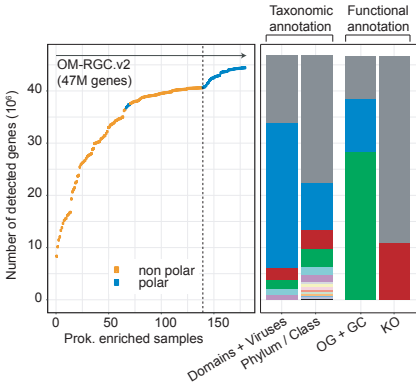 Taxonomic
annotation
Functional
annotation
OM-RGC.v2
(47M genes)
Number of detected genes (10⁶)
40
30
20
10
0
non polar
polar
0
50
100
150
Prok. enriched samples
Domains + Viruses
Phylum / Class
OG + GC
KO